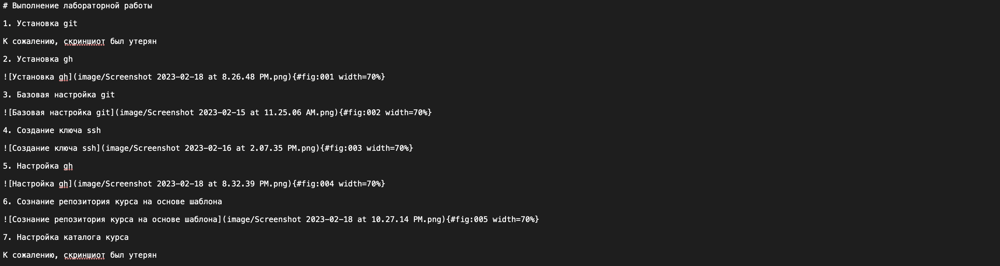 # Выполнение лабораторной работы
1. Установка git
К сожалению, скриншиот был утерян
2. Установка gh
![Установка gh](image/Screenshot 2023-02-18 at 8.26.48 PM.png){#fig:001 width=70%}
3. Базовая настройка git
![Базовая настройка git](image/Screenshot 2023-02-15 at 11.25.06 AM.png){#fig:002 width=70%}
4. Создание ключа ssh
![Создание ключа ssh](image/Screenshot 2023-02-16 at 2.07.35 PM.png){#fig:003 width=70%}
5. Настройка gh
![Настройка gh](image/Screenshot 2023-02-18 at 8.32.39 PM.png){#fig:004 width=70%}
6. Сознание репозитория курса на основе шаблона
![Сознание репозитория курса на основе шаблона](image/Screenshot 2023-02-18 at 10.27.14 PM.png){#fig:005 width=70%}
7. Настройка каталога курса
К сожалению, скриншиот был утерян